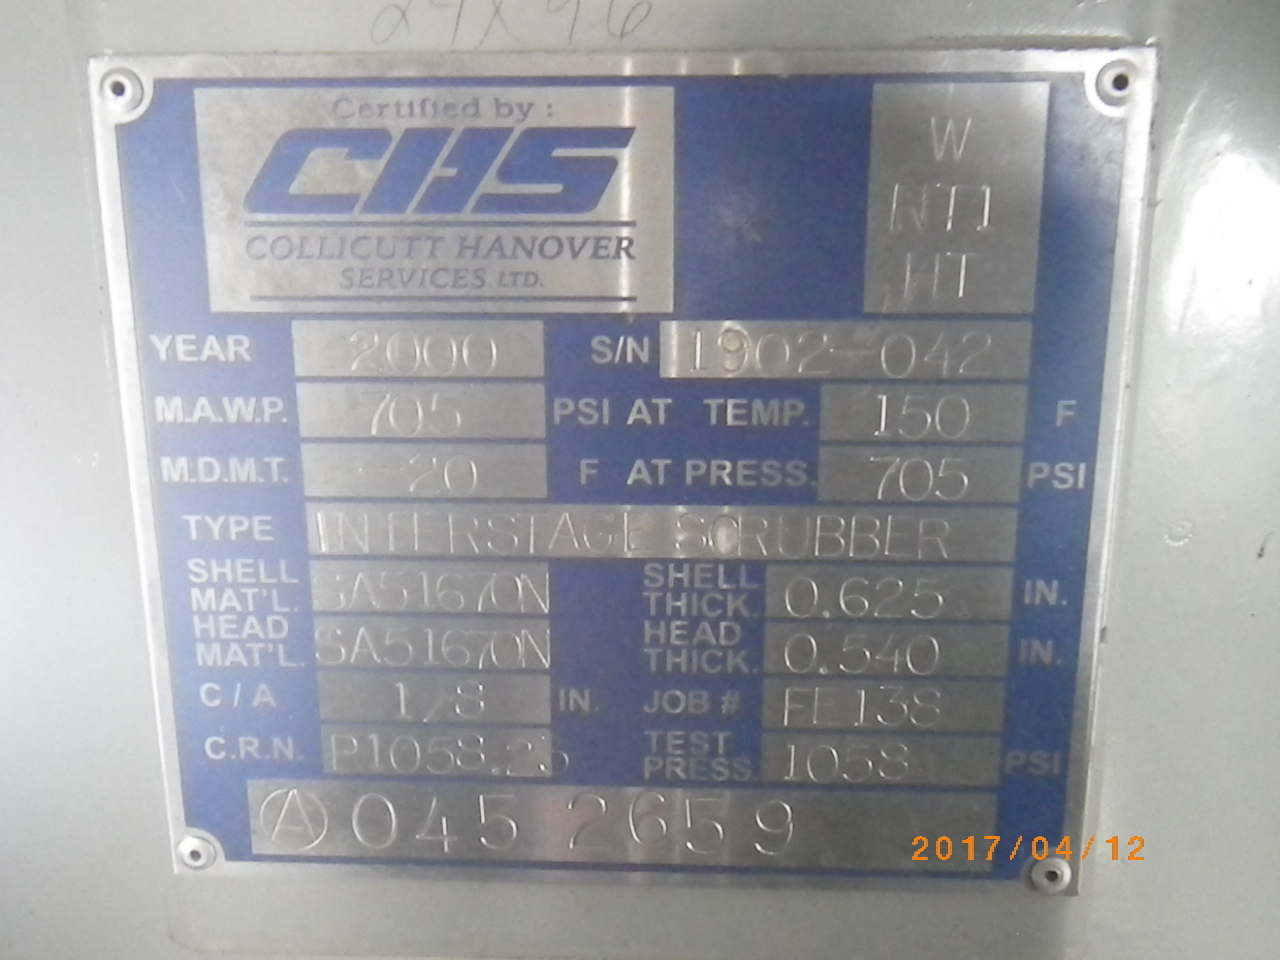 24X96
Certified by :
CHS
COLLICUTT HANOVER
SERVICES LTD.
W
RT1
HT
YEAR 2000 S/N 1902-042
M.A.W.P. 705 PSI AT TEMP. 150 F
M.D.M.T. -20 F AT PRESS. 705 PSI
TYPE INTERSTAGE SCRUBBER
SHELL MAT'L. SA51670N SHELL THICK. 0.625 IN.
HEAD MAT'L. SA51670N HEAD THICK. 0.540 IN.
C / A 1/8 IN. JOB # FE138
C.R.N. P1058.23 TEST PRESS. 1058 PSI
A 045 2659
2017/04/12